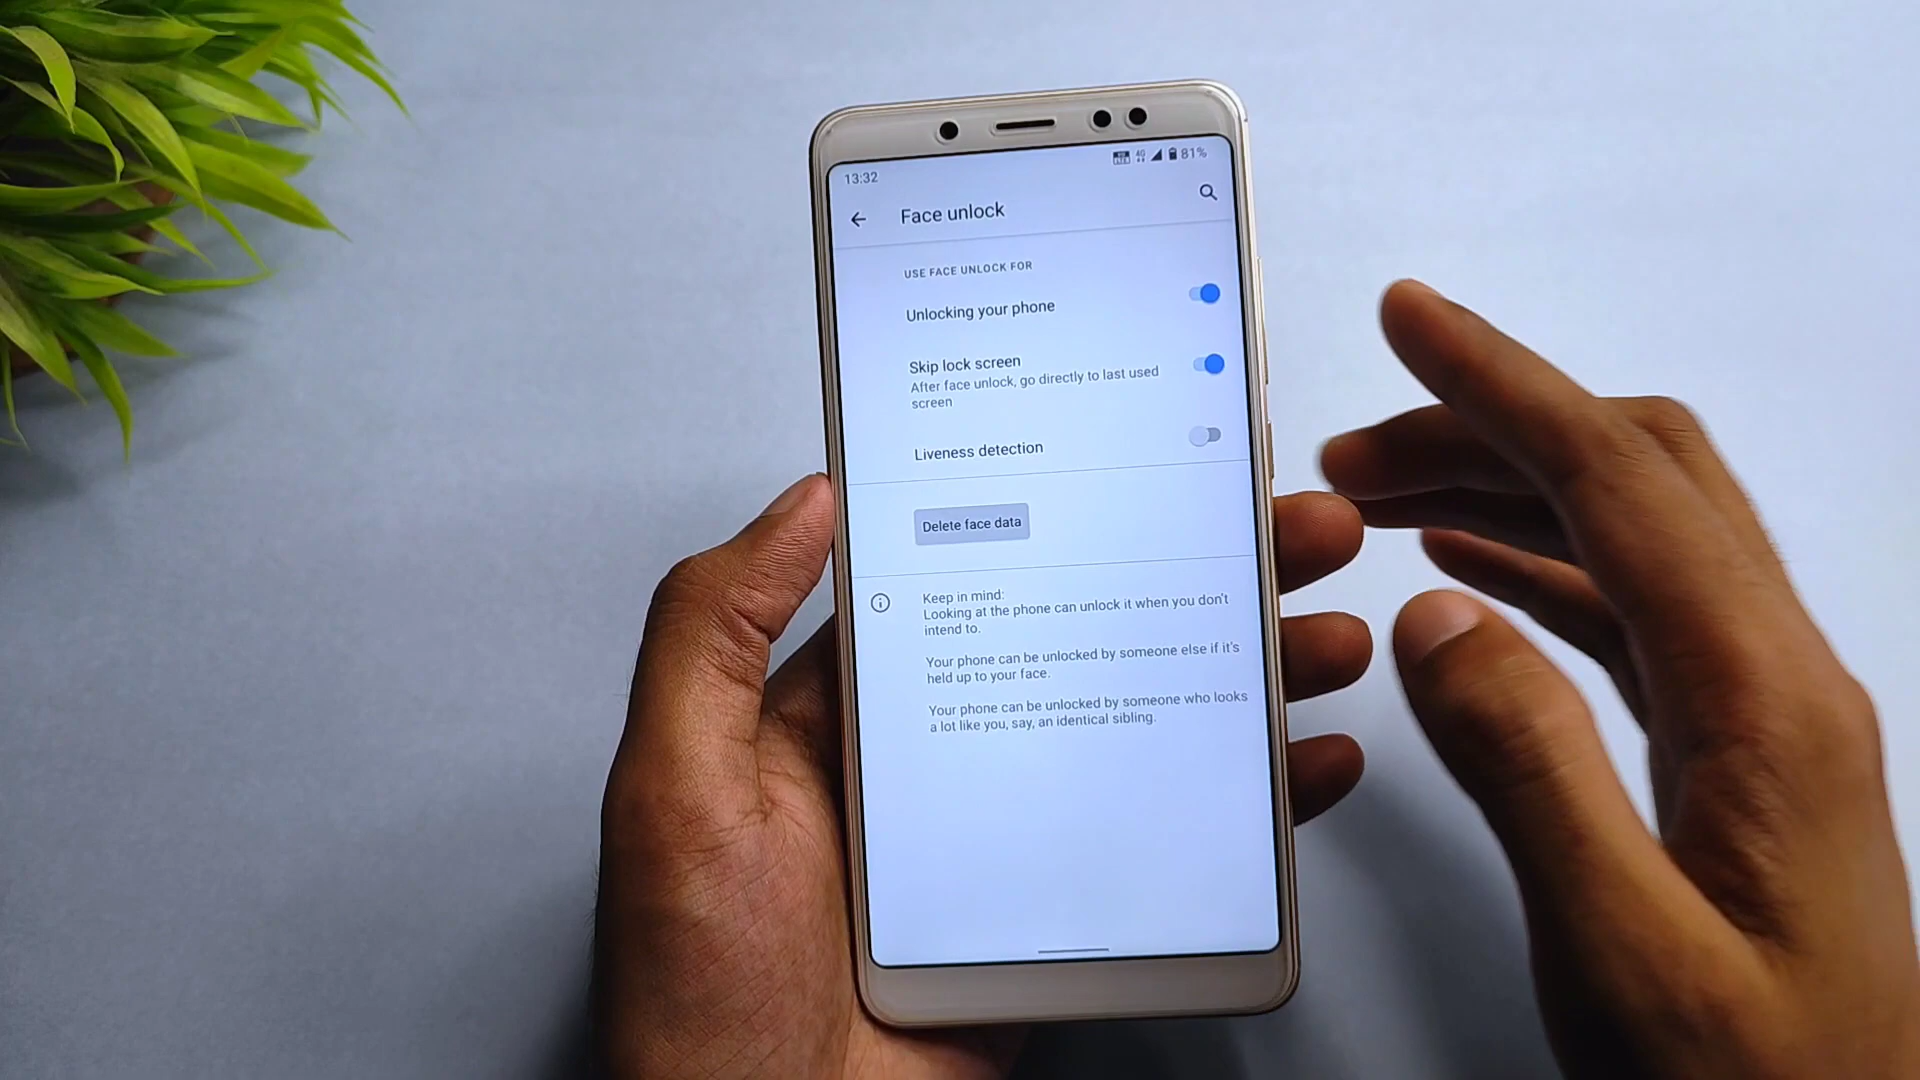 13:32
4G
81%
Face unlock
USE FACE UNLOCK FOR
Unlocking your phone
Skip lock screen
After face unlock, go directly to last used
screen
Liveness detection
Delete face data
Keep in mind:
Looking at the phone can unlock it when you don't
intend to.
Your phone can be unlocked by someone else if it's
held up to your face.
Your phone can be unlocked by someone who looks
a lot like you, say, an identical sibling.